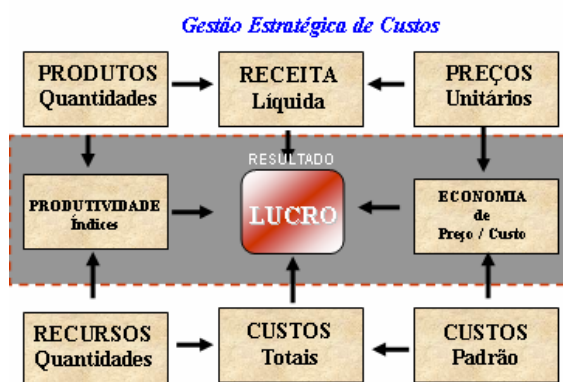 Gestão Estratégica de Custos
PRODUTOS
Quantidades
RECEITA
Líquida
PREÇOS
Unitários
RESULTADO
PRODUTIVIDADE
Índices
LUCRO
ECONOMIA
de
Preço / Custo
RECURSOS
Quantidades
CUSTOS
Totais
CUSTOS
Padrão